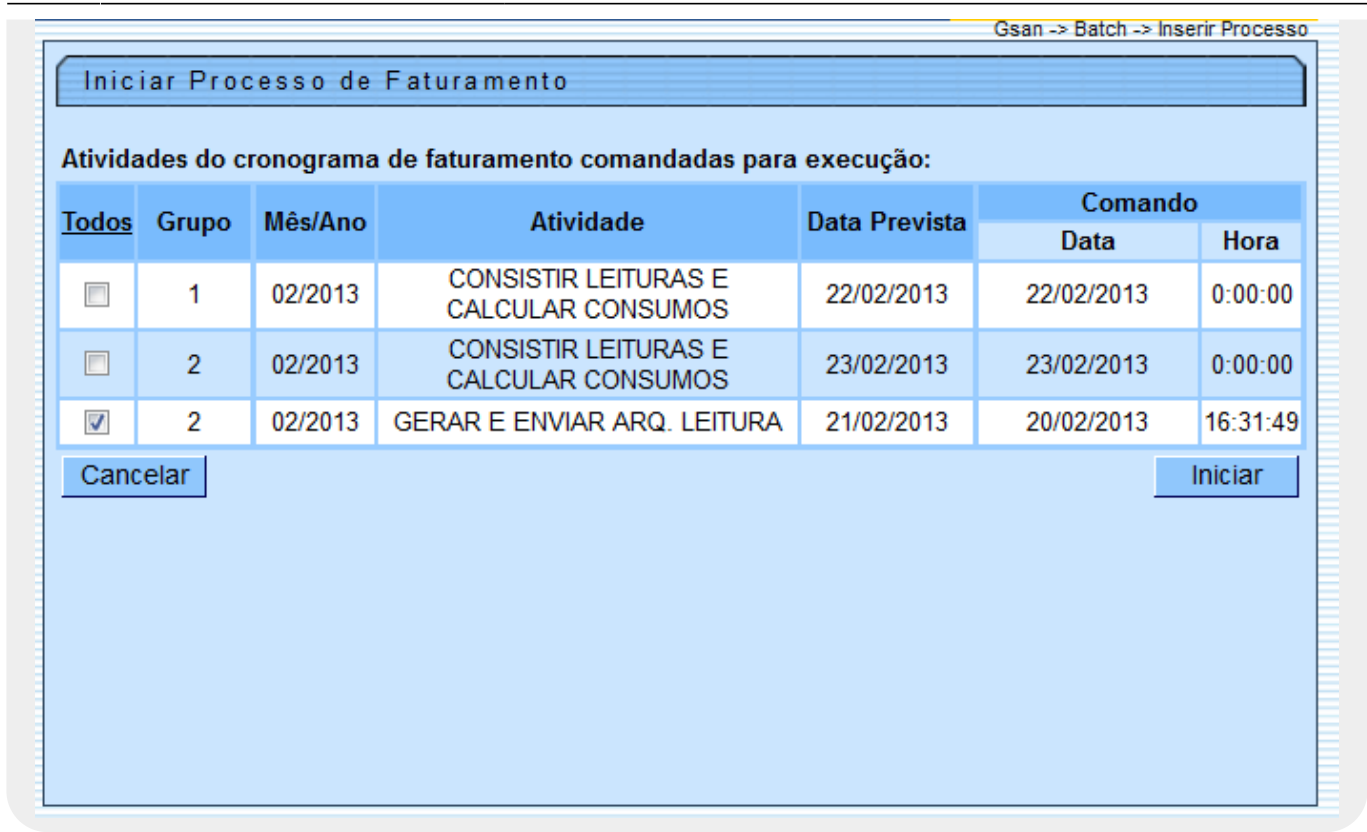 Gsan -> Batch -> Inserir Processo
Iniciar Processo de Faturamento
Atividades do cronograma de faturamento comandadas para execução:
Todos Grupo Mês/Ano Atividade Data Prevista Comando
Data Hora
1 02/2013 CONSISTIR LEITURAS E CALCULAR CONSUMOS 22/02/2013 22/02/2013 0:00:00
2 02/2013 CONSISTIR LEITURAS E CALCULAR CONSUMOS 23/02/2013 23/02/2013 0:00:00
2 02/2013 GERAR E ENVIAR ARQ. LEITURA 21/02/2013 20/02/2013 16:31:49
Cancelar Iniciar